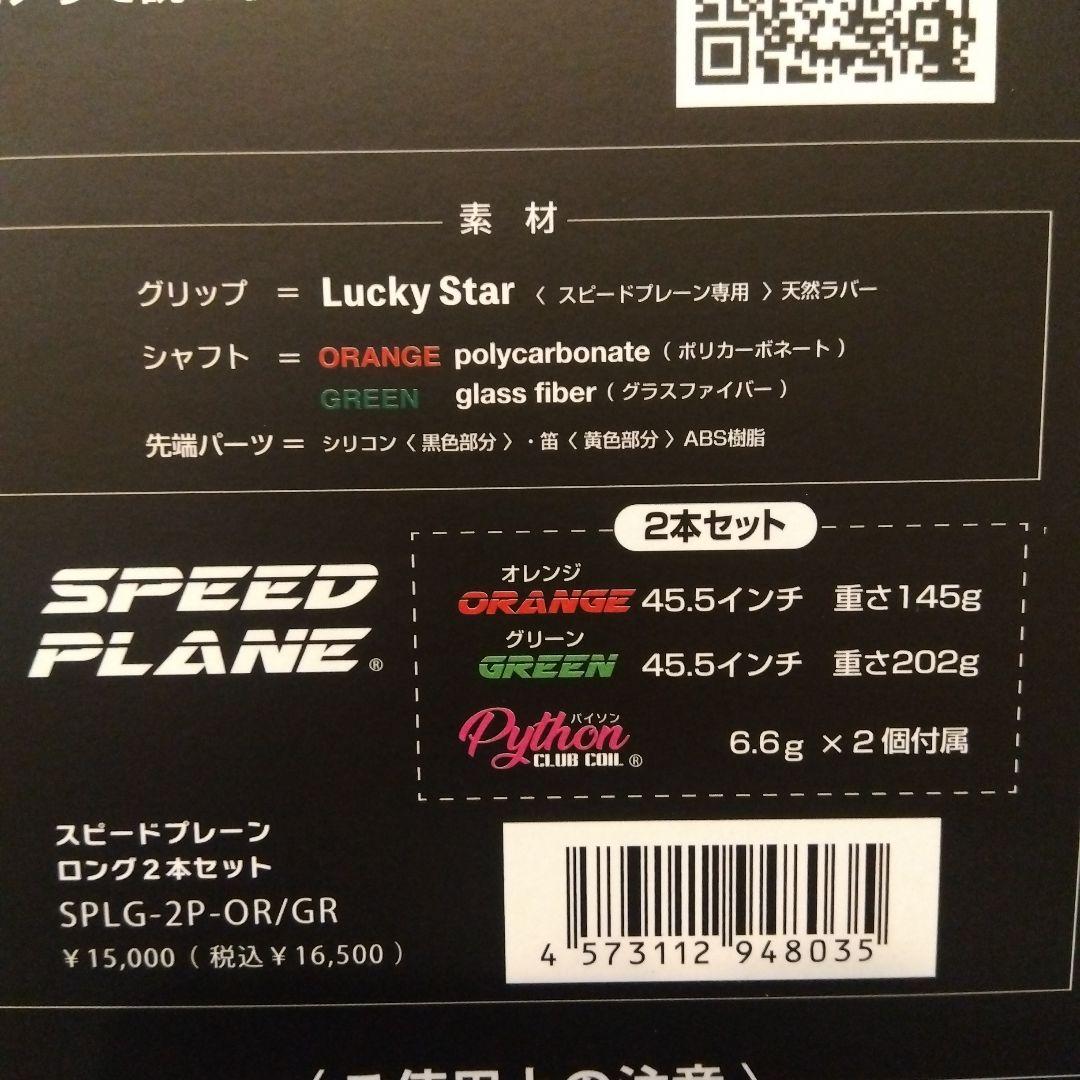 素材
グリップ = Lucky Star 〈 スピードプレーン専用 〉天然ラバー
シャフト = ORANGE polycarbonate ( ポリカーボネート )
GREEN glass fiber ( グラスファイバー )
先端パーツ = シリコン〈 黒色部分 〉・笛〈 黄色部分 〉ABS樹脂
2本セット
オレンジ
ORANGE 45.5インチ 重さ145g
グリーン
GREEN 45.5インチ 重さ202g
パイソン
Python CLUB COIL® 6.6g ×2個付属
SPEED
PLANE®
スピードプレーン
ロング2本セット
SPLG-2P-OR/GR
¥15,000 ( 税込¥16,500 )
4 573112 948035
〈ご使用上の注意〉